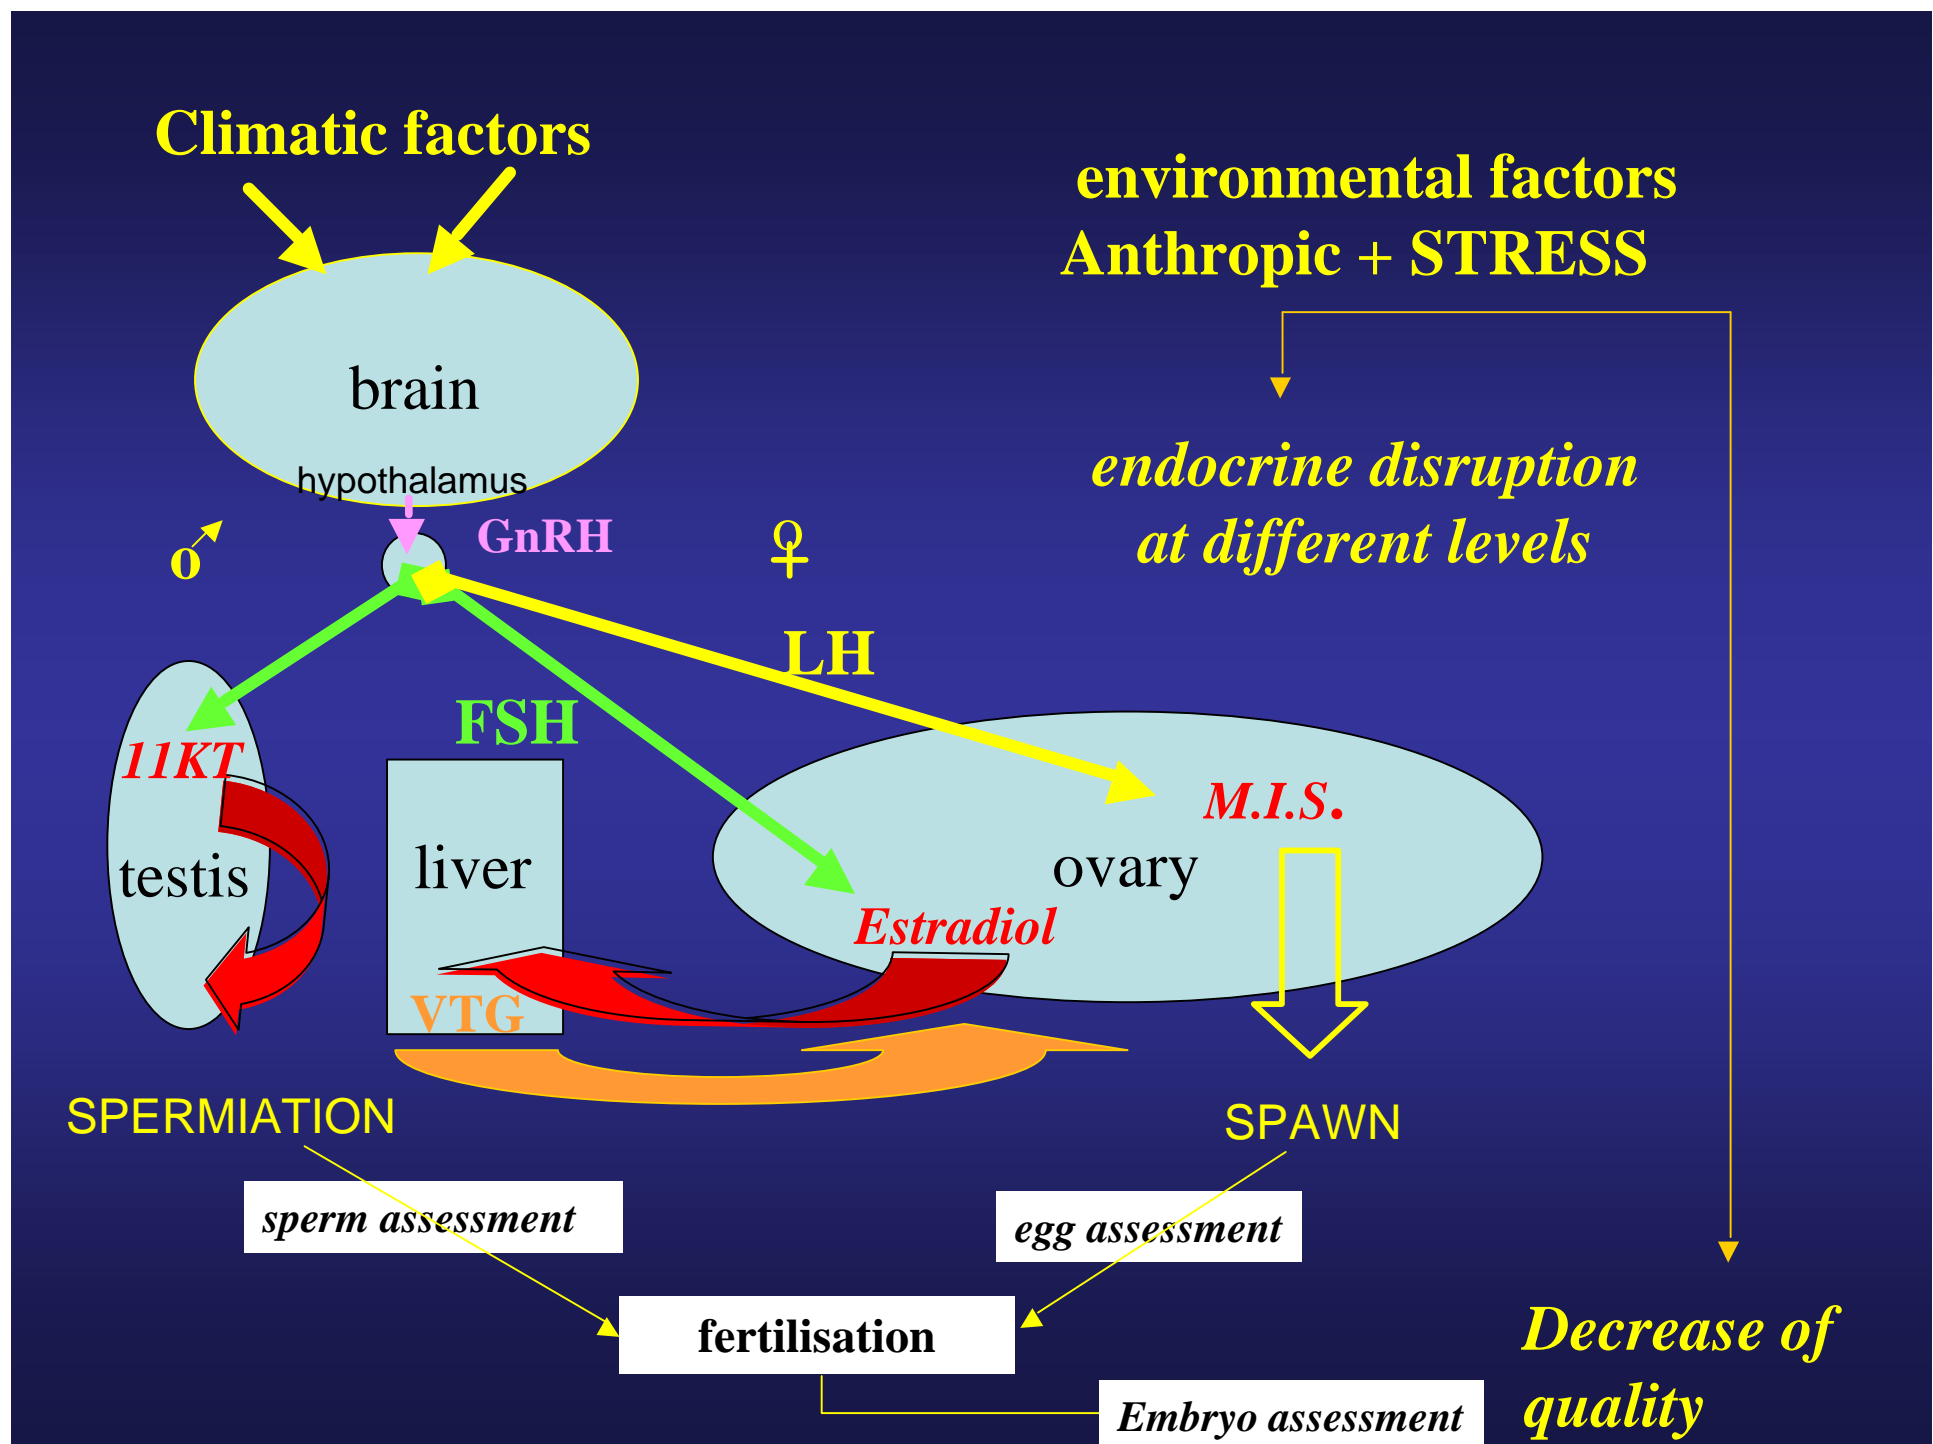 Climatic factors
environmental factors
Anthropic + STRESS
brain
hypothalamus
endocrine disruption
at different levels
GnRH
♂
♀
LH
FSH
11KT
M.I.S.
testis
liver
ovary
Estradiol
VTG
SPERMIATION
SPAWN
sperm assessment
egg assessment
fertilisation
Decrease of
quality
Embryo assessment